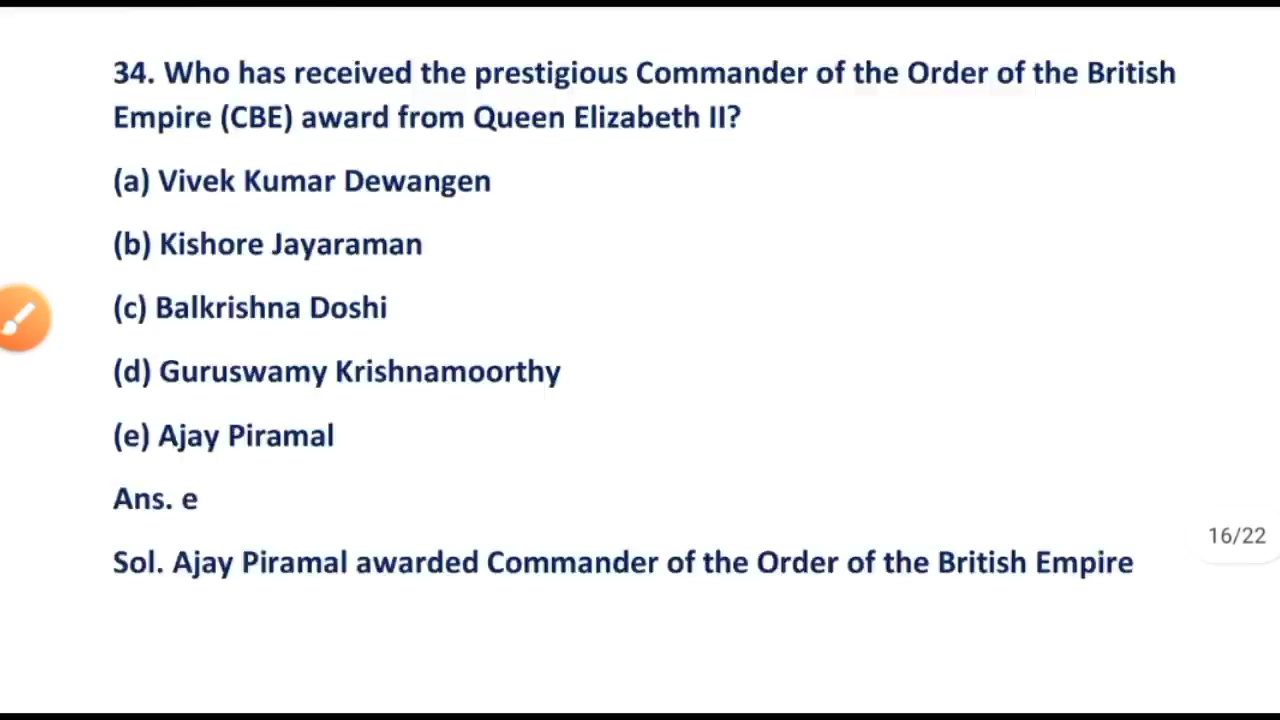 34. Who has received the prestigious Commander of the Order of the British
Empire (CBE) award from Queen Elizabeth II?
(a) Vivek Kumar Dewangen
(b) Kishore Jayaraman
(c) Balkrishna Doshi
(d) Guruswamy Krishnamoorthy
(e) Ajay Piramal
Ans. e
16/22
Sol. Ajay Piramal awarded Commander of the Order of the British Empire